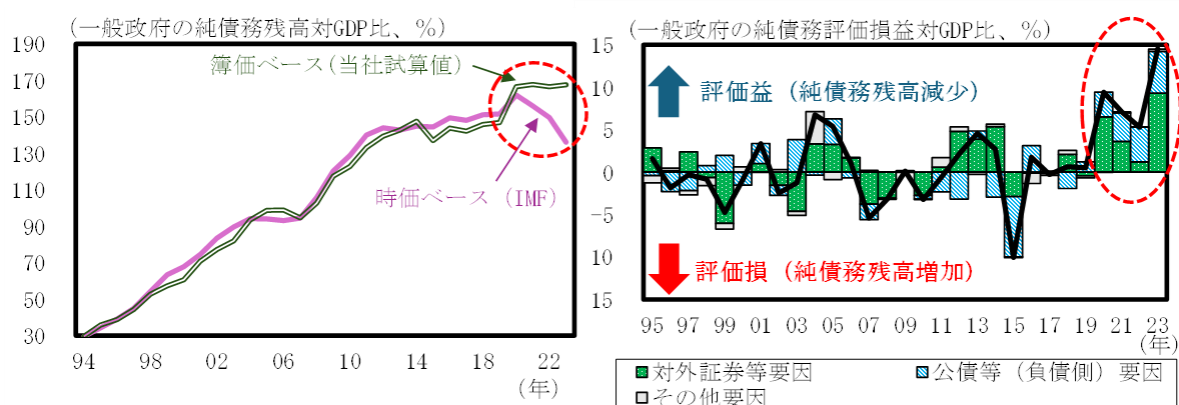 (一般政府の純債務残高対GDP比、%)
190
170
150
130
110
90
70
50
30
簿価ベース(当社試算値)
時価ベース(IMF)
94 98 02 06 10 14 18 22
(年)
(一般政府の純債務評価損益対GDP比、%)
15
10
5
0
-5
10
15
評価益(純債務残高減少)
評価損(純債務残高増加)
95 97 99 01 03 05 07 09 11 13 15 17 19 21 23
(年)
対外証券等要因 公債等(負債側)要因
その他要因